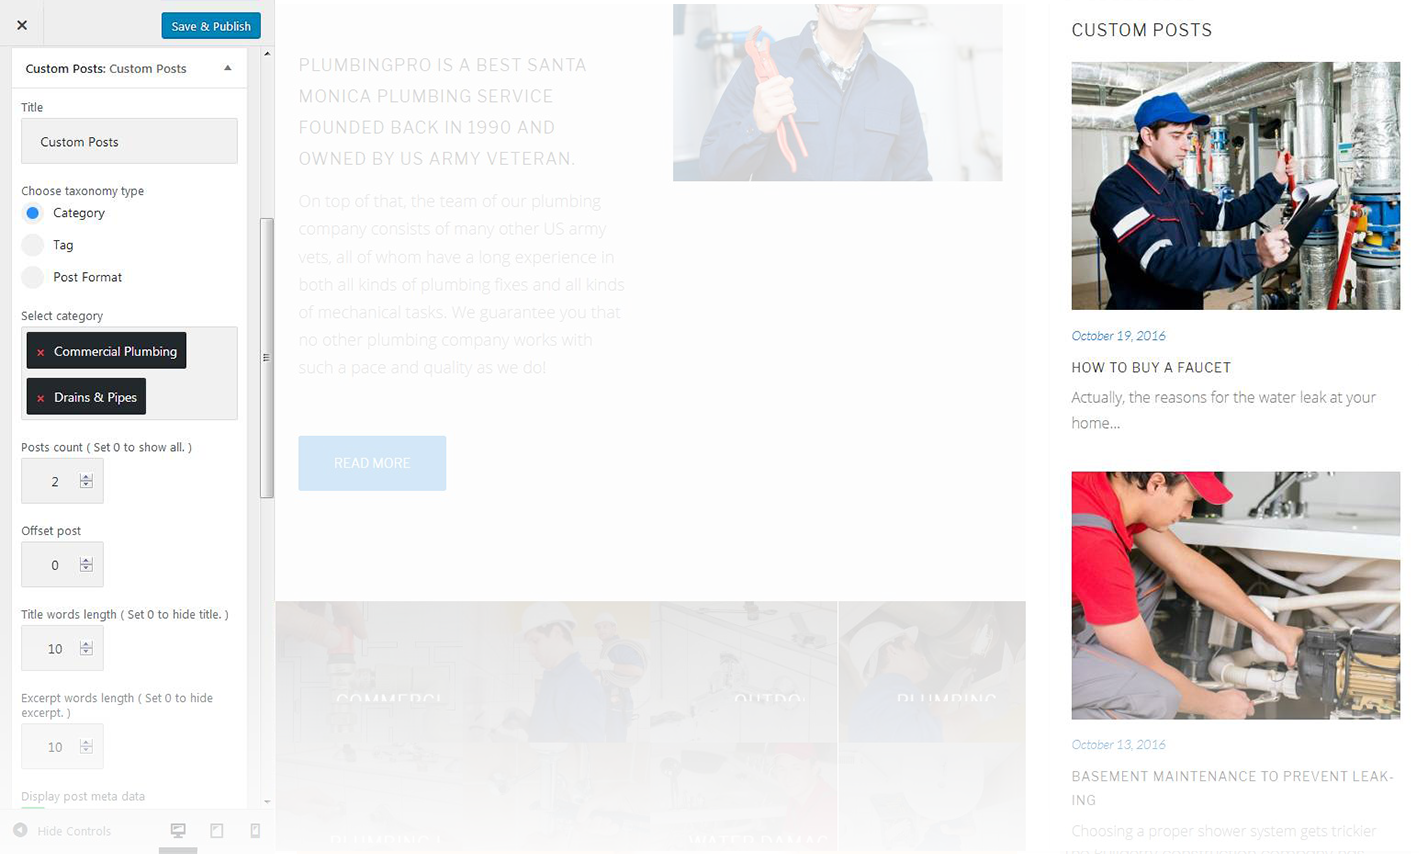 Save & Publish
Custom Posts: Custom Posts
Title
Custom Posts
Choose taxonomy type
Category
Tag
Post Format
Select category
× Commercial Plumbing
× Drains & Pipes
Posts count ( Set 0 to show all. )
2
Offset post
0
Title words length ( Set 0 to hide title. )
10
Excerpt words length ( Set 0 to hide
excerpt. )
10
Display post meta data
Hide Controls
PLUMBINGPRO IS A BEST SANTA
MONICA PLUMBING SERVICE
FOUNDED BACK IN 1990 AND
OWNED BY US ARMY VETERAN.
On top of that, the team of our plumbing
company consists of many other US army
vets, all of whom have a long experience in
both all kinds of plumbing fixes and all kinds
of mechanical tasks. We guarantee you that
no other plumbing company works with
such a pace and quality as we do!
READ MORE
COMMERCI
OUTDO
PLUMBING
PLUMBING
WATER DAMAG
CUSTOM POSTS
October 19, 2016
HOW TO BUY A FAUCET
Actually, the reasons for the water leak at your
home...
October 13, 2016
BASEMENT MAINTENANCE TO PREVENT LEAK-
ING
Choosing a proper shower system gets trickier